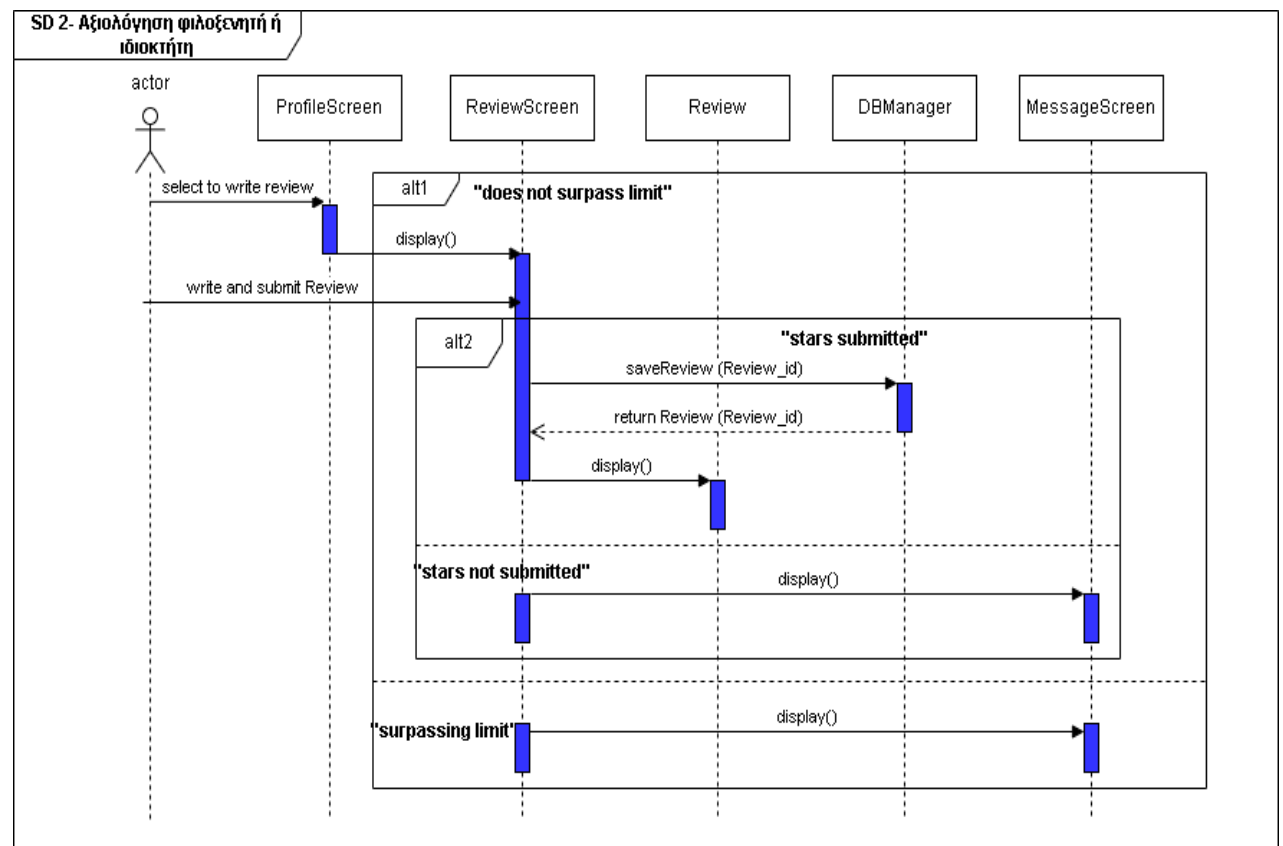 SD 2- Αξιολόγηση φιλοξενητή ή
ιδιοκτήτη
actor
ProfileScreen
ReviewScreen
Review
DBManager
MessageScreen
select to write review
alt1
"does not surpass limit"
display()
write and submit Review
alt2
"stars submitted"
saveReview (Review_id)
return Review (Review_id)
display()
"stars not submitted"
display()
"surpassing limit"
display()